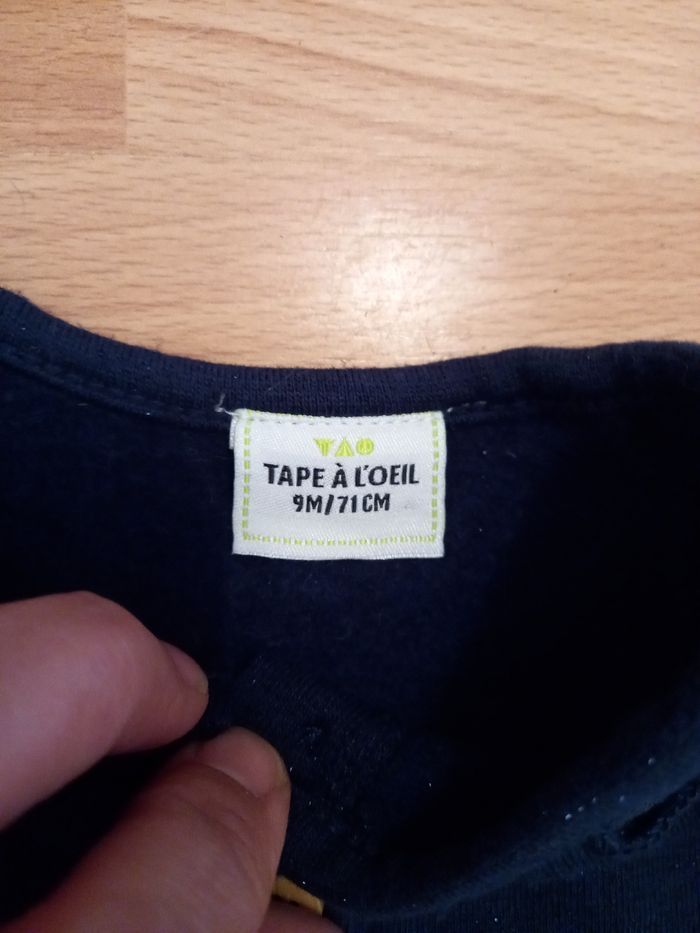 TAO
TAPE À L'OEIL
9M/71CM